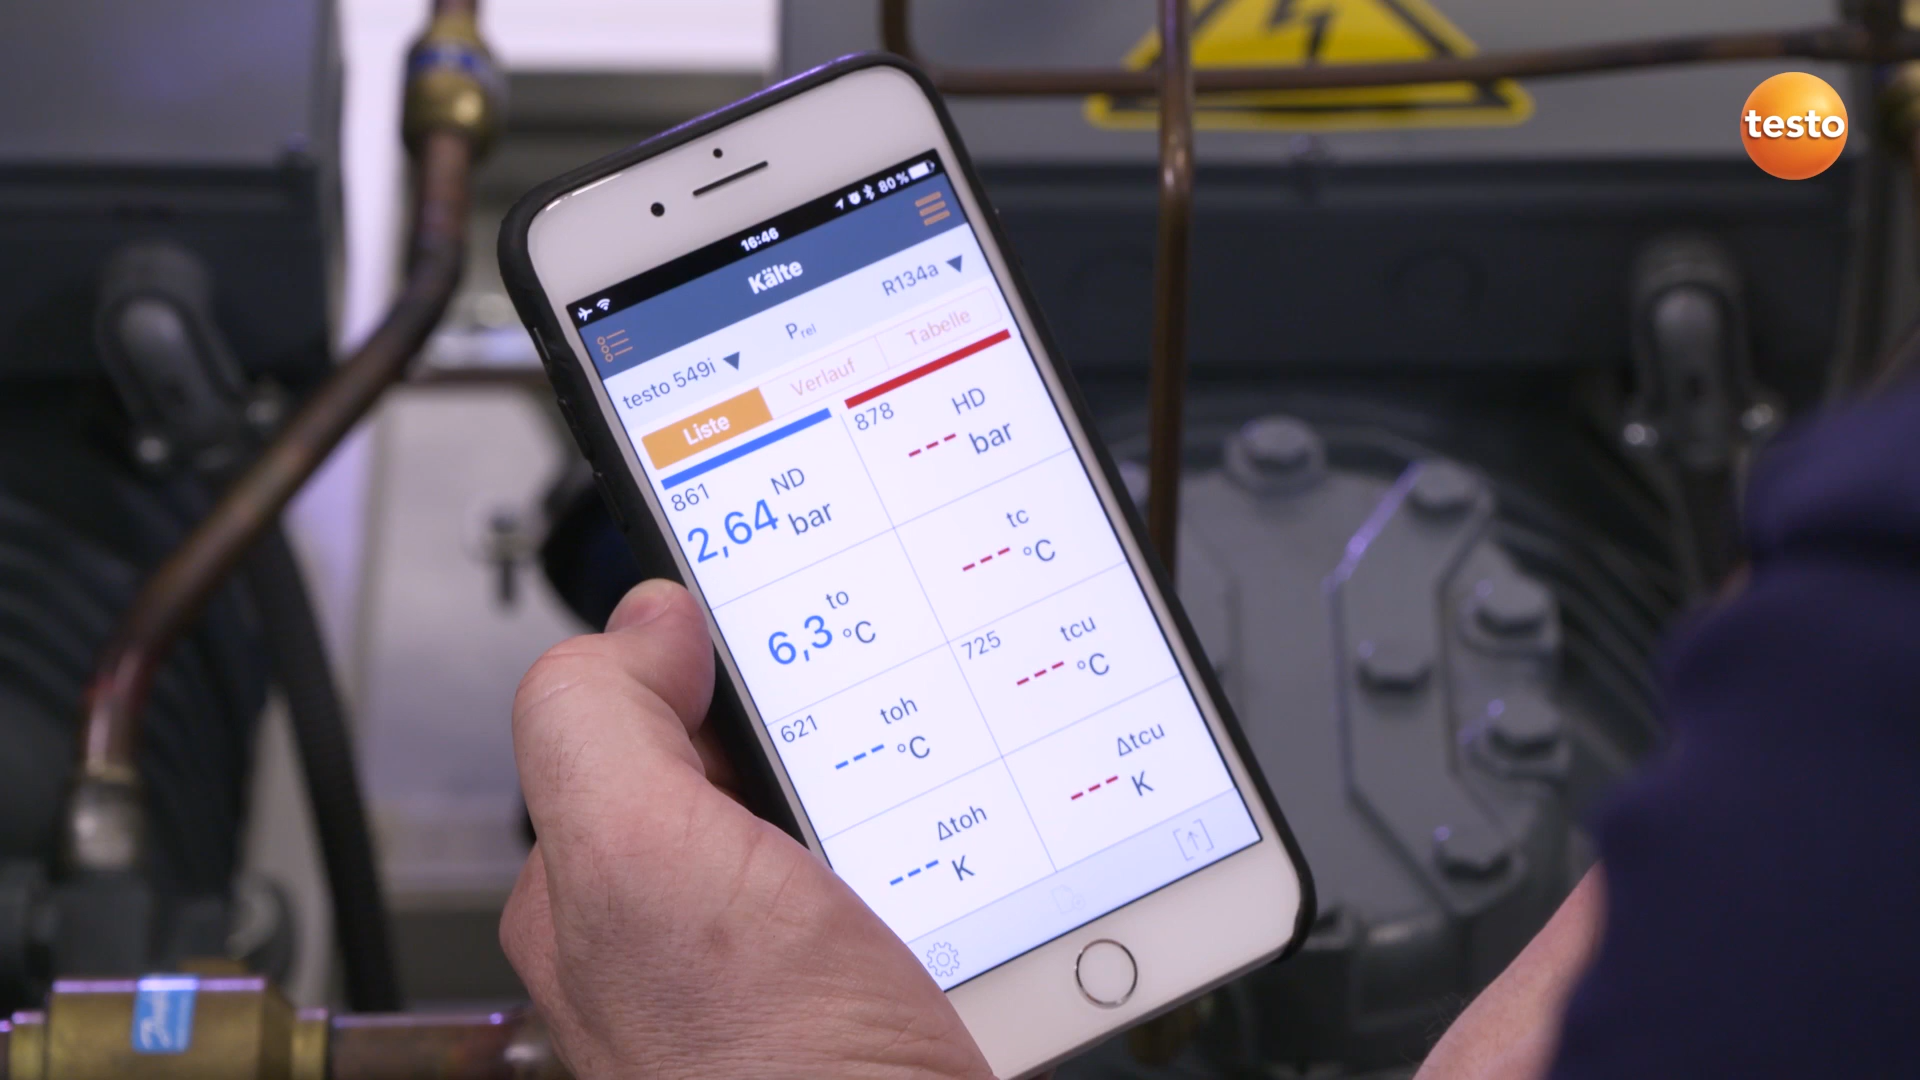 testo
16:46
80 %
Kälte
testo 549i
Prel
R134a
Liste
Verlauf
Tabelle
861
ND
2,64 bar
878
HD
--- bar
to
6,3 °C
tc
--- °C
621
toh
--- °C
725
tcu
--- °C
Δtoh
--- K
Δtcu
--- K
Danfoss